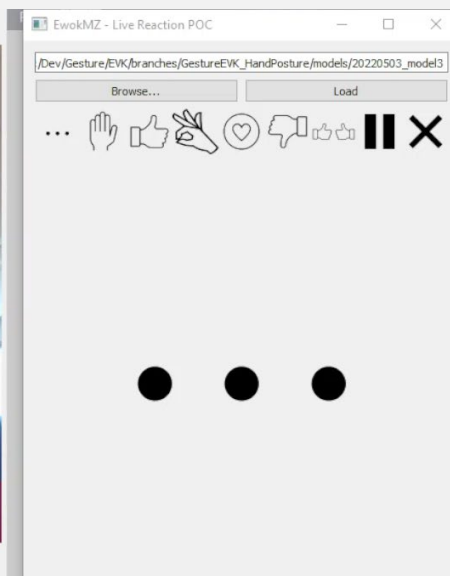 EwokMZ - Live Reaction POC
/Dev/Gesture/EVK/branches/GestureEVK_HandPosture/models/20220503_model3
Browse... Load